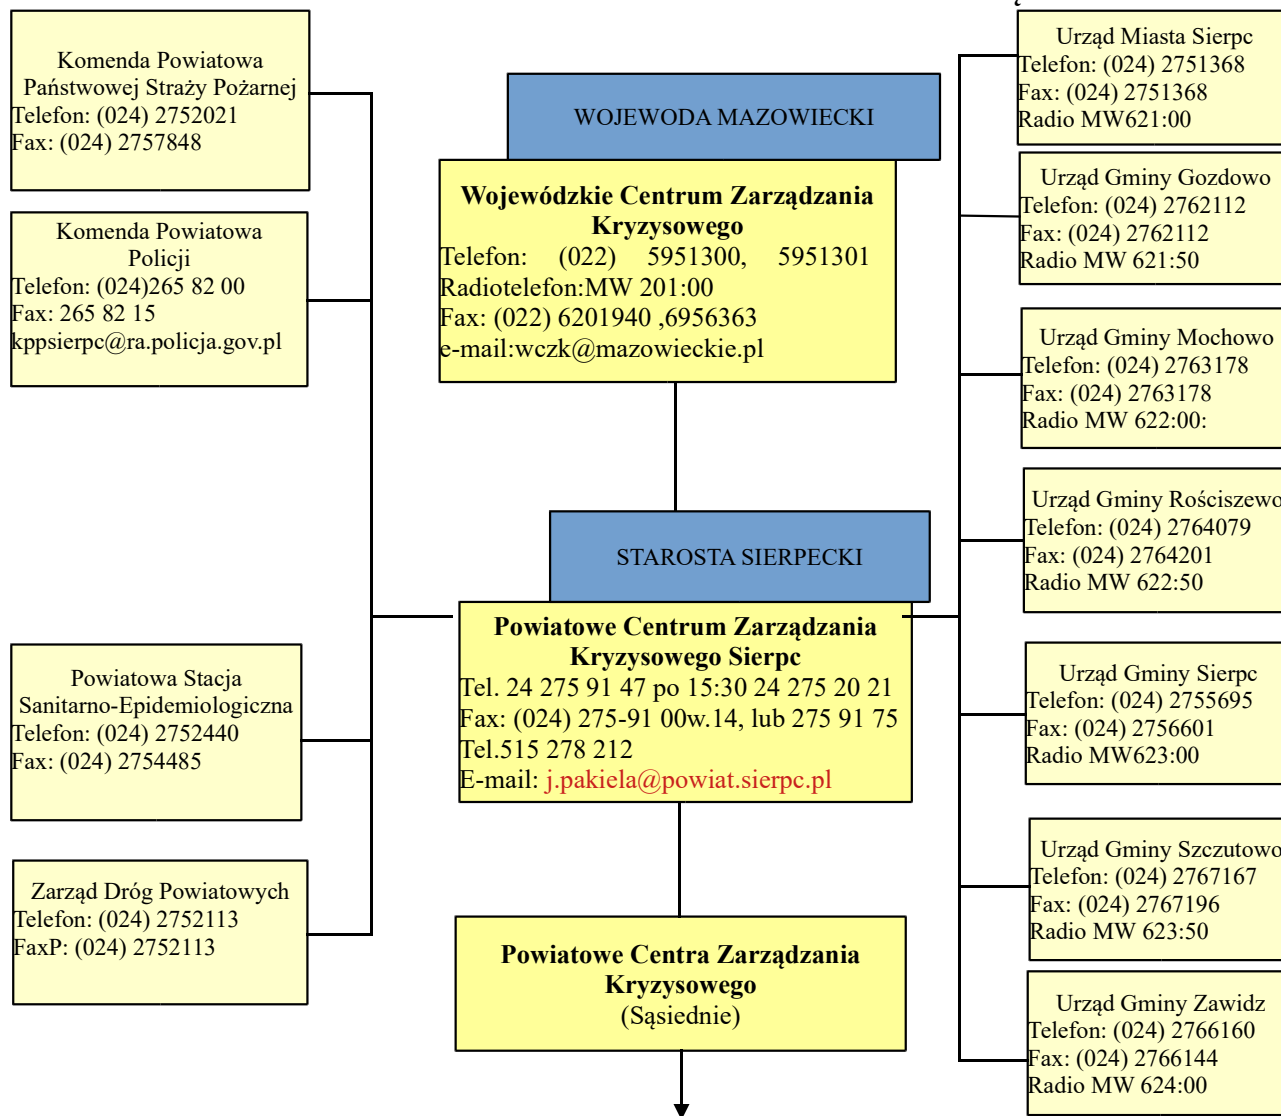 Komenda Powiatowa
Państwowej Straży Pożarnej
Telefon: (024) 2752021
Fax: (024) 2757848
Komenda Powiatowa
Policji
Telefon: (024)265 82 00
Fax: 265 82 15
kppsierpc@ra.policja.gov.pl
Powiatowa Stacja
Sanitarno-Epidemiologiczna
Telefon: (024) 2752440
Fax: (024) 2754485
Zarząd Dróg Powiatowych
Telefon: (024) 2752113
FaxP: (024) 2752113
WOJEWODA MAZOWIECKI
Wojewódzkie Centrum Zarządzania
Kryzysowego
Telefon: (022) 5951300, 5951301
Radiotelefon:MW 201:00
Fax: (022) 6201940 ,6956363
e-mail:wczk@mazowieckie.pl
STAROSTA SIERPECKI
Powiatowe Centrum Zarządzania
Kryzysowego Sierpc
Tel. 24 275 91 47 po 15:30 24 275 20 21
Fax: (024) 275-91 00w.14, lub 275 91 75
Tel.515 278 212
E-mail: j.pakiela@powiat.sierpc.pl
Powiatowe Centra Zarządzania
Kryzysowego
(Sąsiednie)
Urząd Miasta Sierpc
Telefon: (024) 2751368
Fax: (024) 2751368
Radio MW621:00
Urząd Gminy Gozdowo
Telefon: (024) 2762112
Fax: (024) 2762112
Radio MW 621:50
Urząd Gminy Mochowo
Telefon: (024) 2763178
Fax: (024) 2763178
Radio MW 622:00:
Urząd Gminy Rościszewo
Telefon: (024) 2764079
Fax: (024) 2764201
Radio MW 622:50
Urząd Gminy Sierpc
Telefon: (024) 2755695
Fax: (024) 2756601
Radio MW623:00
Urząd Gminy Szczutowo
Telefon: (024) 2767167
Fax: (024) 2767196
Radio MW 623:50
Urząd Gminy Zawidz
Telefon: (024) 2766160
Fax: (024) 2766144
Radio MW 624:00